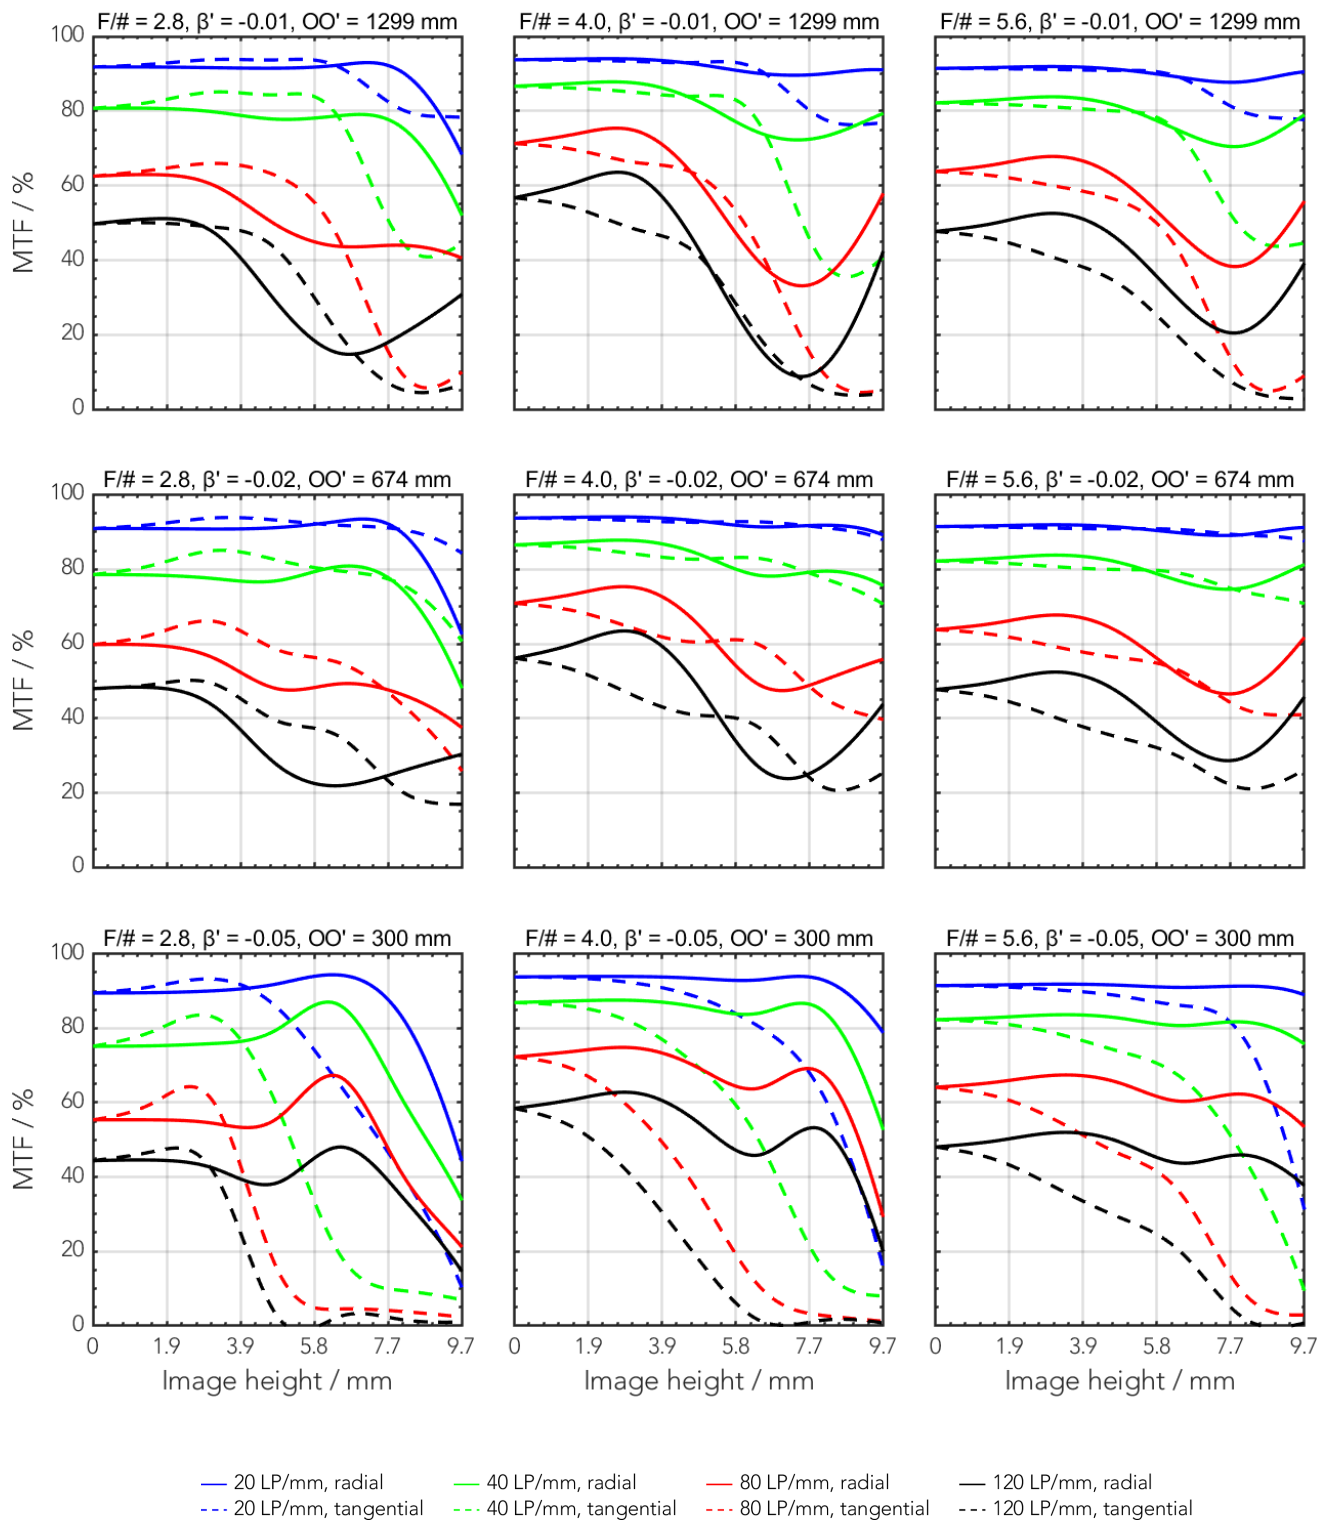 F/# = 2.8, β' = -0.01, OO' = 1299 mm
F/# = 4.0, β' = -0.01, OO' = 1299 mm
F/# = 5.6, β' = -0.01, OO' = 1299 mm
100
80
60
40
20
0
MTF / %
F/# = 2.8, β' = -0.02, OO' = 674 mm
F/# = 4.0, β' = -0.02, OO' = 674 mm
F/# = 5.6, β' = -0.02, OO' = 674 mm
100
80
60
40
20
0
MTF / %
F/# = 2.8, β' = -0.05, OO' = 300 mm
F/# = 4.0, β' = -0.05, OO' = 300 mm
F/# = 5.6, β' = -0.05, OO' = 300 mm
100
80
60
40
20
0
MTF / %
0 1.9 3.9 5.8 7.7 9.7
0 1.9 3.9 5.8 7.7 9.7
0 1.9 3.9 5.8 7.7 9.7
Image height / mm
Image height / mm
Image height / mm
20 LP/mm, radial
40 LP/mm, radial
80 LP/mm, radial
120 LP/mm, radial
20 LP/mm, tangential
40 LP/mm, tangential
80 LP/mm, tangential
120 LP/mm, tangential